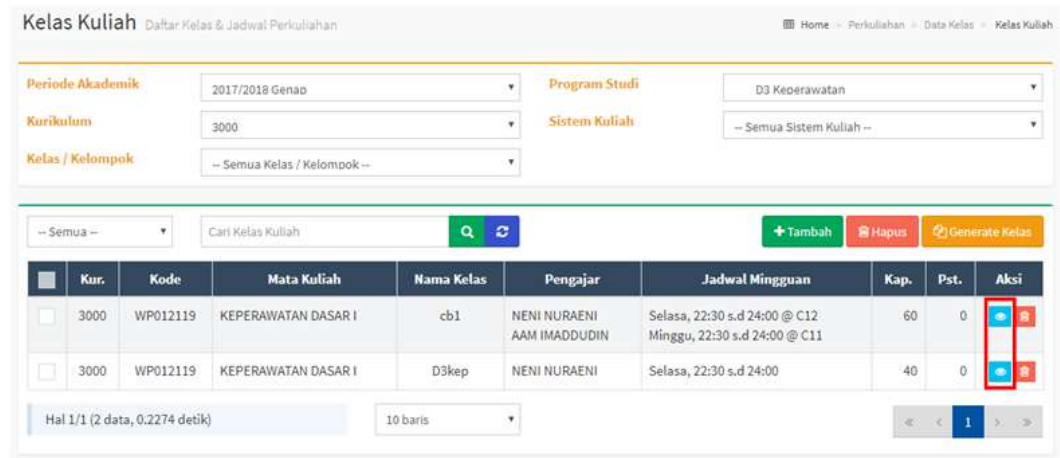 Kelas Kuliah Daftar Kelas & Jadwal Perkuliahan
Home > Perkuliahan > Data Kelas > Kelas Kuliah
Periode Akademik 2017/2018 Genap Program Studi D3 Keperawatan
Kurikulum 3000 Sistem Kuliah -- Semua Sistem Kuliah --
Kelas / Kelompok -- Semua Kelas / Kelompok --
-- Semua -- Cari Kelas Kuliah + Tambah Hapus Generate Kelas
Kur. Kode Mata Kuliah Nama Kelas Pengajar Jadwal Mingguan Kap. Pst. Aksi
3000 WP012119 KEPERAWATAN DASAR I cb1 NENI NURAENI Selasa, 22:30 s.d 24:00 @ C12 60 0
AAM IMADDUDIN Minggu, 22:30 s.d 24:00 @ C11
3000 WP012119 KEPERAWATAN DASAR I D3kep NENI NURAENI Selasa, 22:30 s.d 24:00 40 0
Hal 1/1 (2 data, 0.2274 detik) 10 baris « < 1 > »